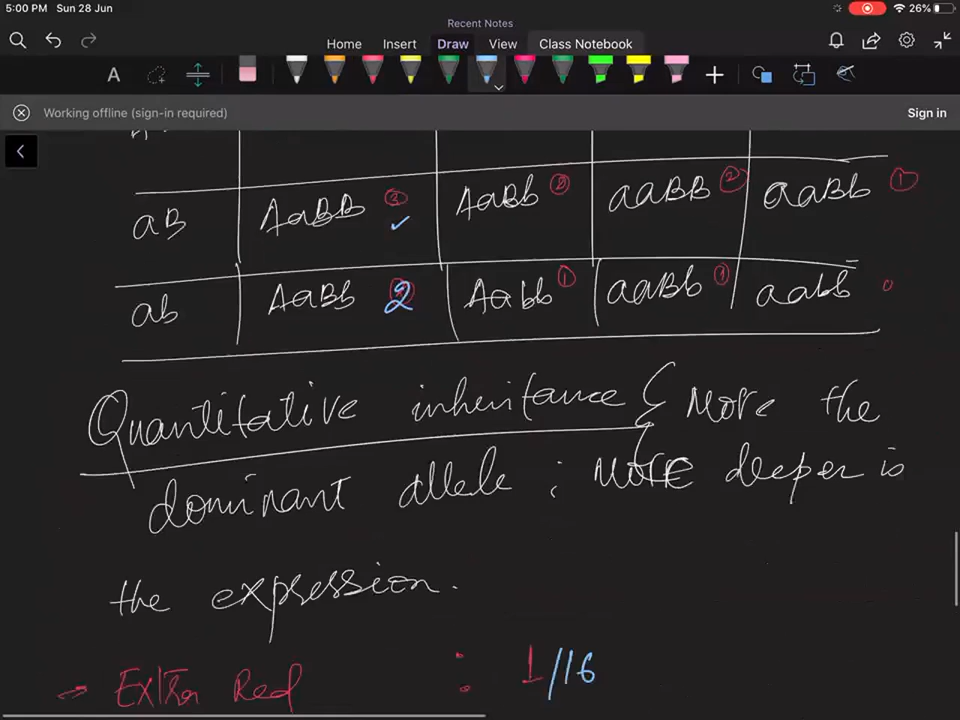 5:00 PM Sun 28 Jun 26%
Recent Notes
Home Insert Draw View Class Notebook
A
Working offline (sign-in required) Sign in
aB AaBB 3 AaBb 2 aaBB 2 aaBb 1
ab AaBb 2 Aabb 1 aaBb 1 aabb 0
Quantitative inheritance { More the
dominant allele ; more deeper is
the expression.
→ Extra Red : 1/16